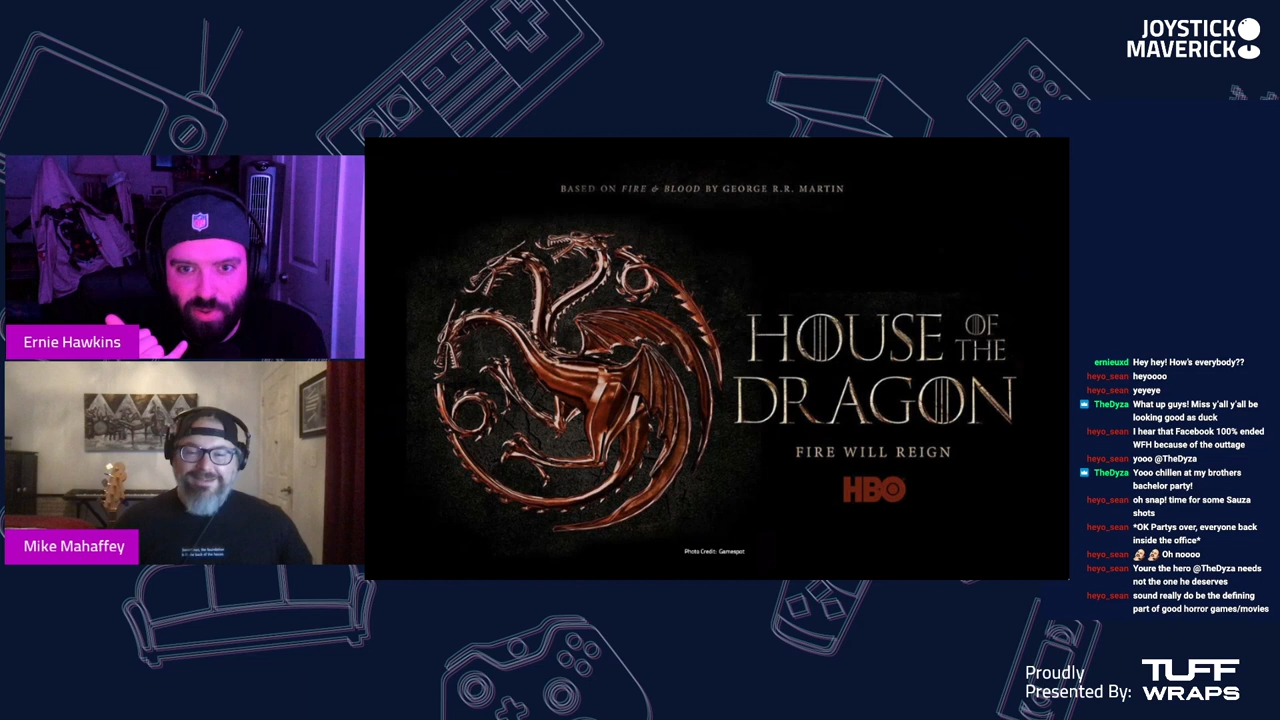 JOYSTICK
MAVERICK
BASED ON FIRE & BLOOD BY GEORGE R.R. MARTIN
HOUSE OF THE
DRAGON
FIRE WILL REIGN
HBO
Photo Credit: Gamespot
Ernie Hawkins
Mike Mahaffey
ernieuxd Hey hey! How's everybody??
heyo_sean heyoooo
heyo_sean yeyeye
TheDyza What up guys! Miss y'all y'all be
looking good as duck
heyo_sean I hear that Facebook 100% ended
WFH because of the outtage
heyo_sean yooo @TheDyza
TheDyza Yooo chillen at my brothers
bachelor party!
heyo_sean oh snap! time for some Sauza
shots
heyo_sean *OK Partys over, everyone back
inside the office*
heyo_sean Oh noooo
heyo_sean Youre the hero @TheDyza needs
not the one he deserves
heyo_sean sound really do be the defining
part of good horror games/movies
Proudly
Presented By:
TUFF
WRAPS